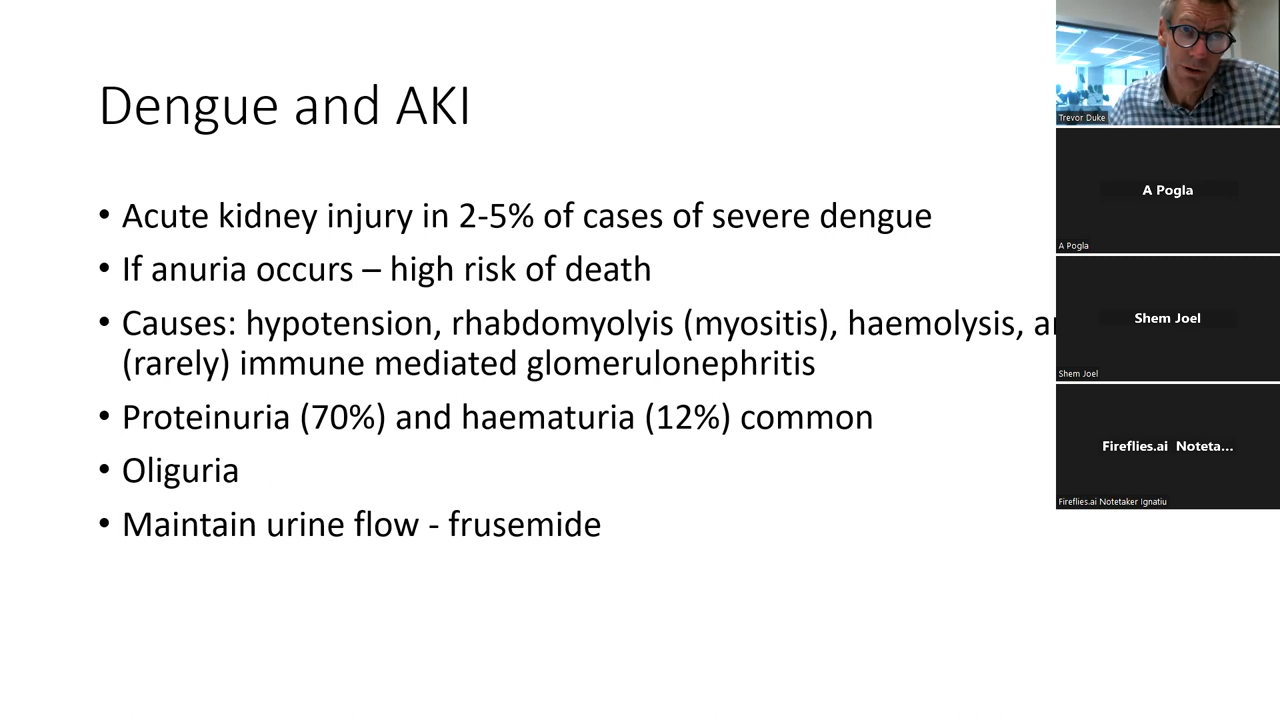 Dengue and AKI
• Acute kidney injury in 2-5% of cases of severe dengue
• If anuria occurs – high risk of death
• Causes: hypotension, rhabdomyolyis (myositis), haemolysis,
(rarely) immune mediated glomerulonephritis
• Proteinuria (70%) and haematuria (12%) common
• Oliguria
• Maintain urine flow - frusemide
Trevor Duke
A Pogla
A Pogla
Shem Joel
Shem Joel
Fireflies.ai Noteta...
Fireflies.ai Notetaker Ignatiu